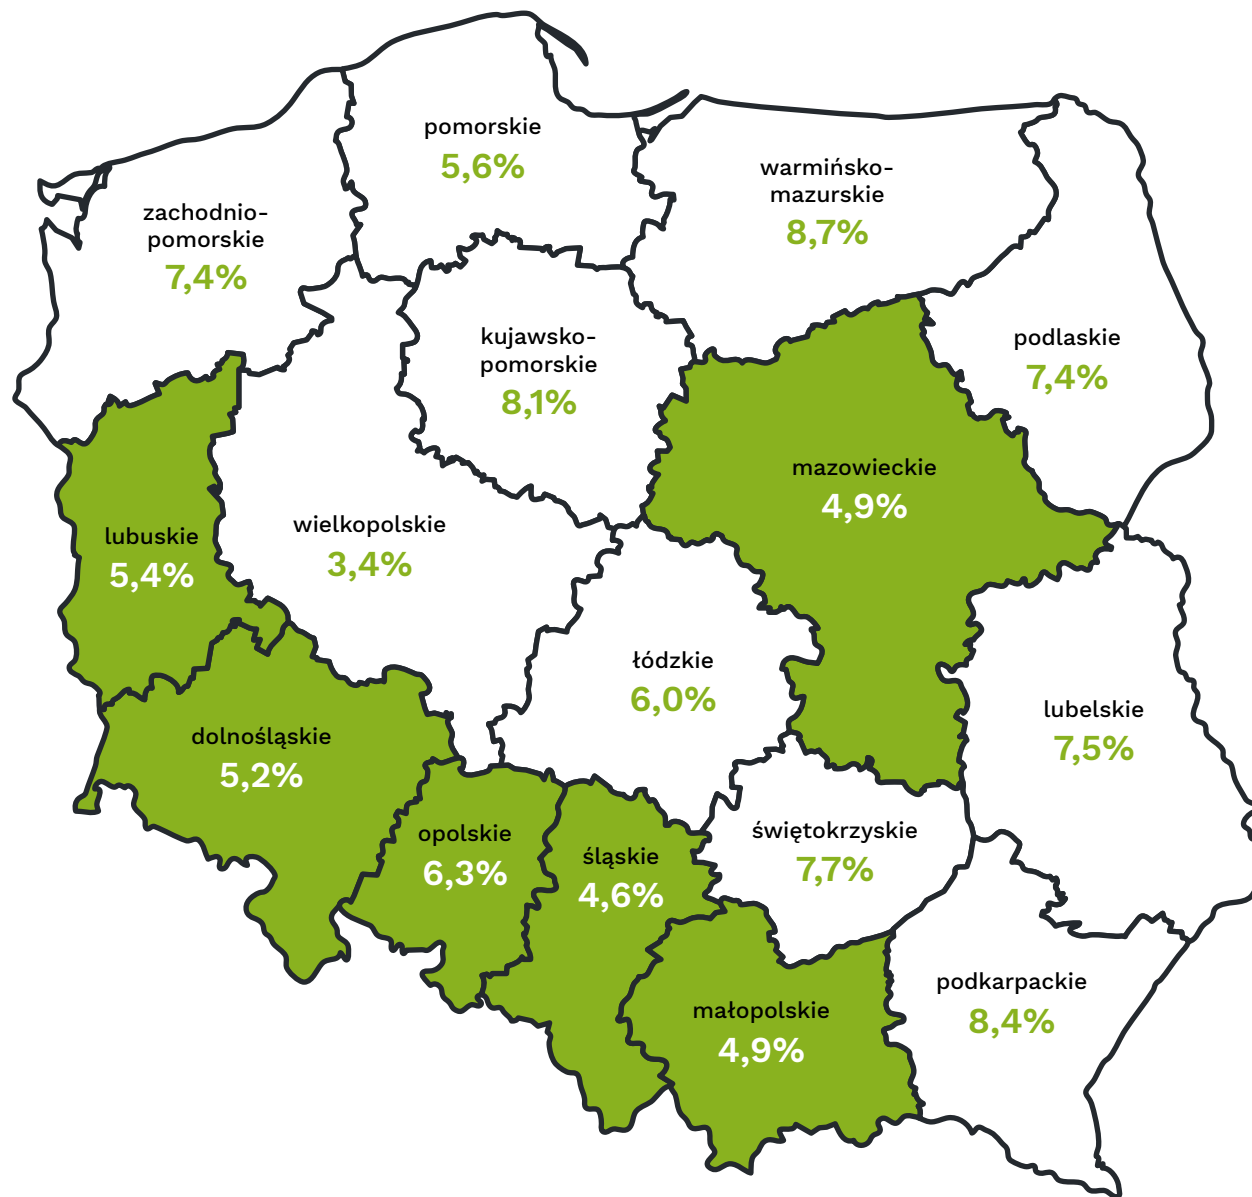 pomorskie
5,6%
warmińsko-
mazurskie
8,7%
zachodnio-
pomorskie
7,4%
kujawsko-
pomorskie
8,1%
podlaskie
7,4%
mazowieckie
4,9%
wielkopolskie
3,4%
lubuskie
5,4%
łódzkie
6,0%
lubelskie
7,5%
dolnośląskie
5,2%
opolskie
6,3%
śląskie
4,6%
świętokrzyskie
7,7%
małopolskie
4,9%
podkarpackie
8,4%